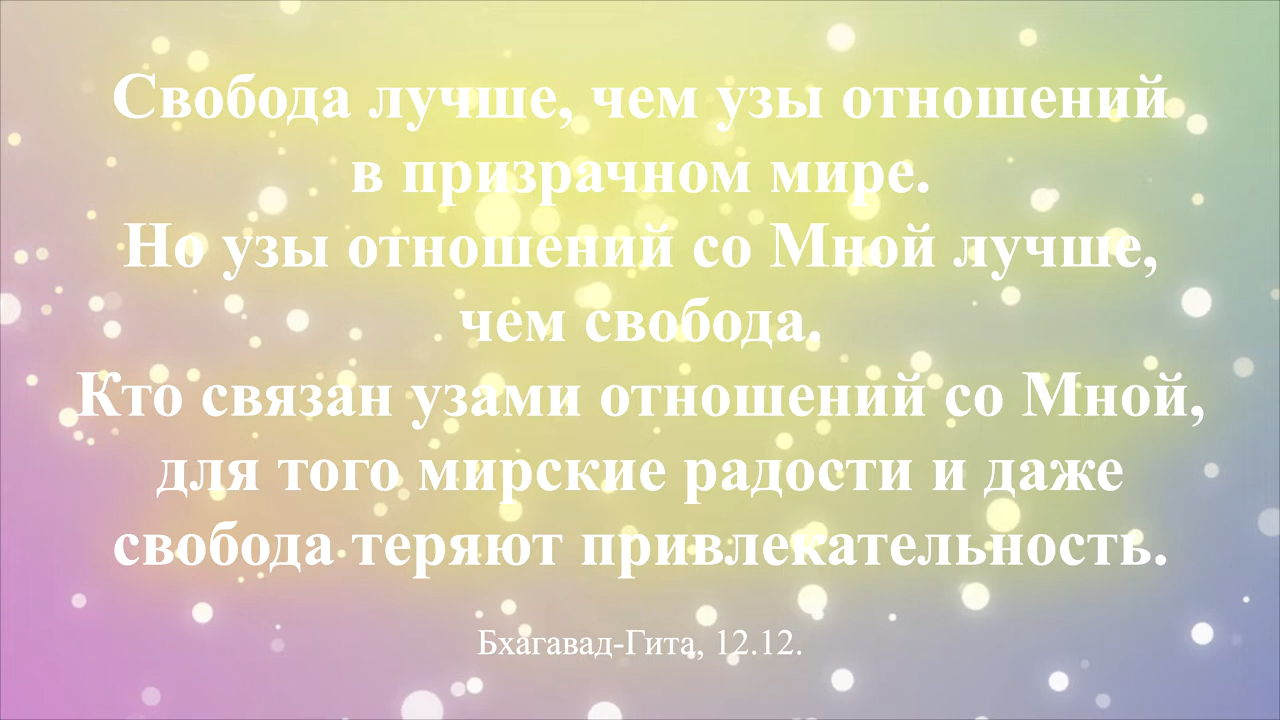 Свобода лучше, чем узы отношений
в призрачном мире.
Но узы отношений со Мной лучше,
чем свобода.
Кто связан узами отношений со Мной,
для того мирские радости и даже
свобода теряют привлекательность.
Бхагавад-Гита, 12.12.